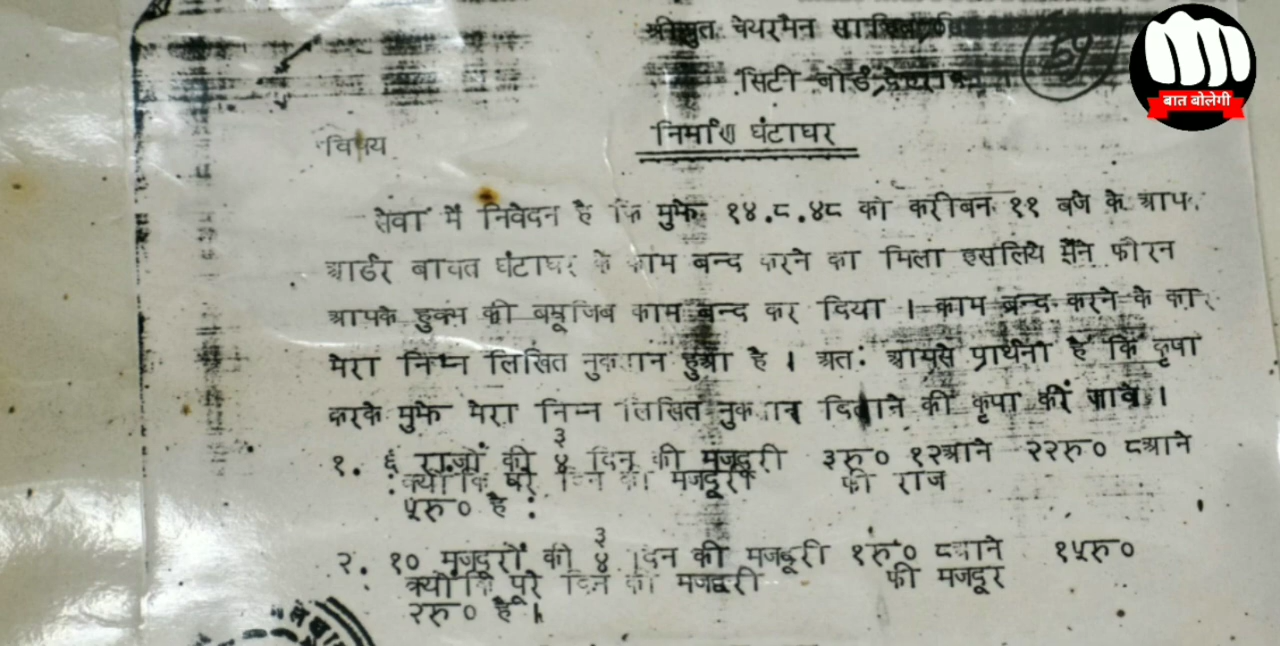 श्रीयुत चेयरमैन साहिब
सिटी बोर्ड,
59
बात बोलेगी
विषय
निर्माण घंटाघर
सेवा में निवेदन है कि मुझे १४.८.४८ को करीबन ११ बजे के आप
आर्डर बाबत घंटाघर के काम बन्द करने का मिला इसलिये मैंने फौरन
आपके हुक्म की बमूजिब काम बन्द कर दिया । काम बन्द करने के कार
मेरा निम्न लिखित नुकसान हुआ है । अत: आपसे प्रार्थना है कि कृपा
करके मुझे मेरा निम्न लिखित नुकसान दिलाने की कृपा कीं जावे ।
१. ६ राजों की ३/४ दिन की मजदूरी ३रु० १२आने २२रु० ८आने
क्योंकि पूरे दिन की मजदूरी फी राज
५रु० है :
२. १० मजदूरों की ३/४ दिन की मजदूरी १रु० ८आने १५रु०
क्योंकि पूरे दिन की मजदूरी फी मजदूर
२रु० है ।